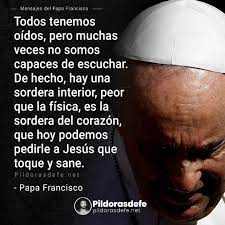 Mensajes del Papa Francisco
Todos tenemos
oídos, pero muchas
veces no somos
capaces de escuchar.
De hecho, hay una
sordera interior, peor
que la física, es la
sordera del corazón,
que hoy podemos
pedirle a Jesús que
toque y sane.
Pildorasdefe.net
- Papa Francisco
Pildorasdefe
pildorasdefe.net